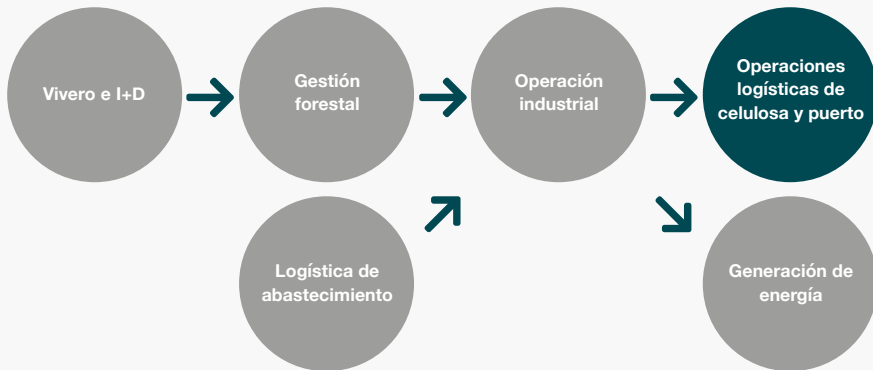 Vivero e I+D
Gestión
forestal
Operación
industrial
Operaciones
logísticas de
celulosa y puerto
Logística de
abastecimiento
Generación de
energía